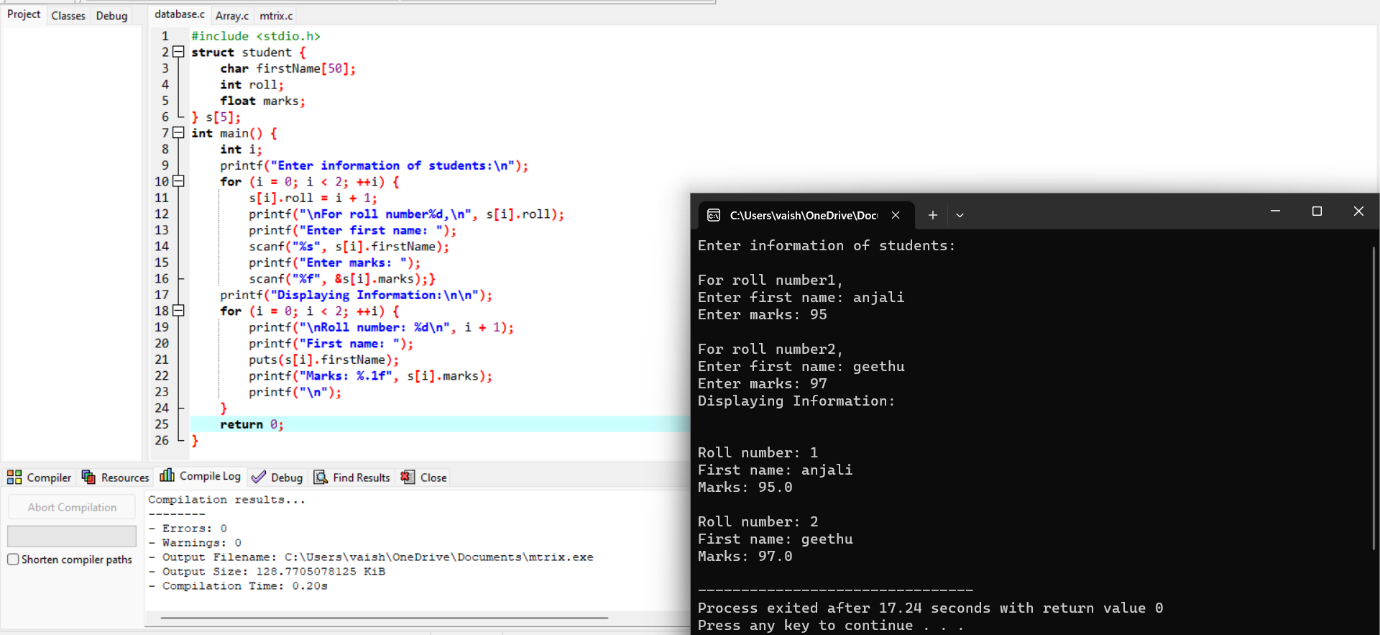 Project Classes Debug
database.c Array.c mtrix.c
1 #include <stdio.h>
2 struct student {
3 char firstName[50];
4 int roll;
5 float marks;
6 } s[5];
7 int main() {
8 int i;
9 printf("Enter information of students:\n");
10 for (i = 0; i < 2; ++i) {
11 s[i].roll = i + 1;
12 printf("\nFor roll number%d,\n", s[i].roll);
13 printf("Enter first name: ");
14 scanf("%s", s[i].firstName);
15 printf("Enter marks: ");
16 scanf("%f", &s[i].marks);}
17 printf("Displaying Information:\n\n");
18 for (i = 0; i < 2; ++i) {
19 printf("\nRoll number: %d\n", i + 1);
20 printf("First name: ");
21 puts(s[i].firstName);
22 printf("Marks: %.1f", s[i].marks);
23 printf("\n");
24 }
25 return 0;
26 }
Compiler Resources Compile Log Debug Find Results Close
Abort Compilation
Shorten compiler paths
Compilation results...
--------
- Errors: 0
- Warnings: 0
- Output Filename: C:\Users\vaish\OneDrive\Documents\mtrix.exe
- Output Size: 128.7705078125 KiB
- Compilation Time: 0.20s
C:\Users\vaish\OneDrive\Doc
Enter information of students:
For roll number1,
Enter first name: anjali
Enter marks: 95
For roll number2,
Enter first name: geethu
Enter marks: 97
Displaying Information:
Roll number: 1
First name: anjali
Marks: 95.0
Roll number: 2
First name: geethu
Marks: 97.0
--------------------------------
Process exited after 17.24 seconds with return value 0
Press any key to continue . . .